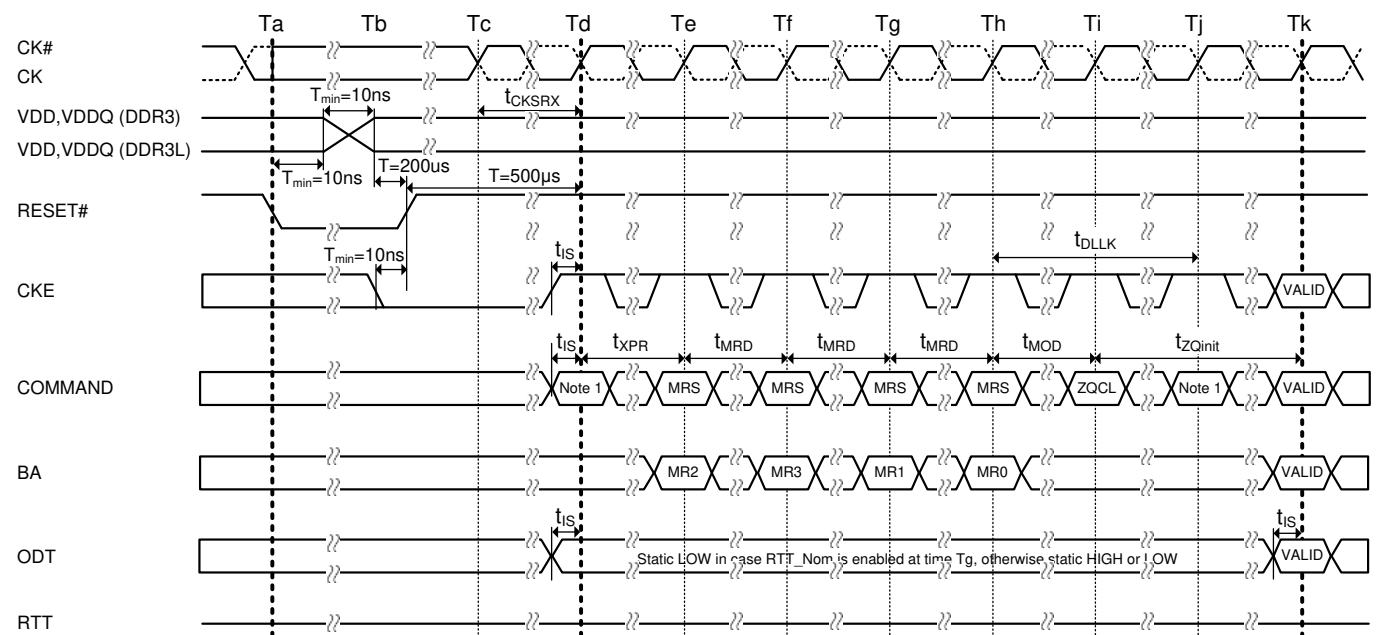 Ta Tb Tc Td Te Tf Tg Th Ti Tj Tk
CK#
CK
Tmin=10ns
tCKSRX
VDD,VDDQ (DDR3)
VDD,VDDQ (DDR3L)
Tmin=10ns
T=200us
T=500µs
RESET#
tDLLK
Tmin=10ns
tIS
CKE
VALID
tIS tXPR tMRD tMRD tMRD tMOD tZQinit
COMMAND
Note 1 MRS MRS MRS MRS ZQCL Note 1 VALID
BA
MR2 MR3 MR1 MR0 VALID
tIS tIS
ODT
Static LOW in case RTT_Nom is enabled at time Tg, otherwise static HIGH or LOW
VALID
RTT